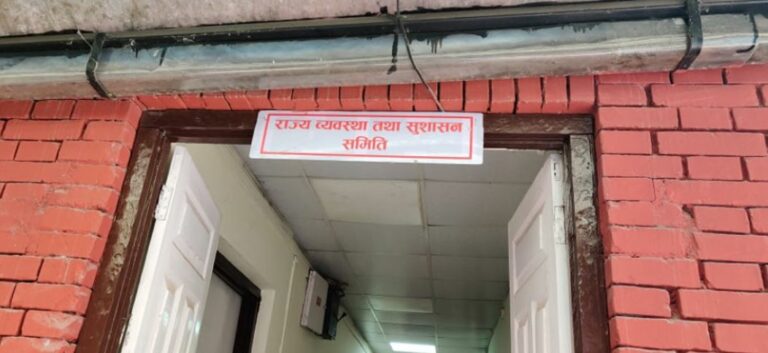 राज्य व्यवस्था तथा सुशासन
समिति